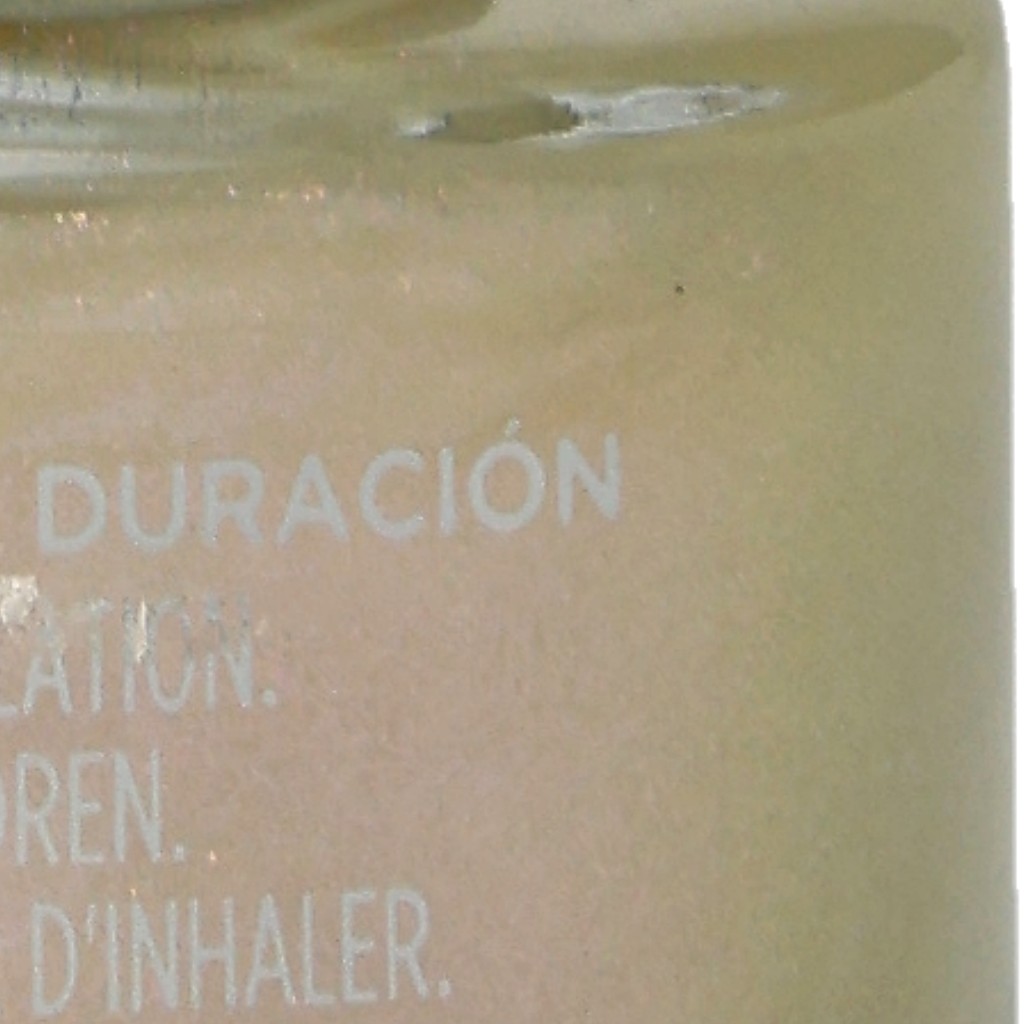 DURACIÓN
LATION.
DREN.
D'INHALER.